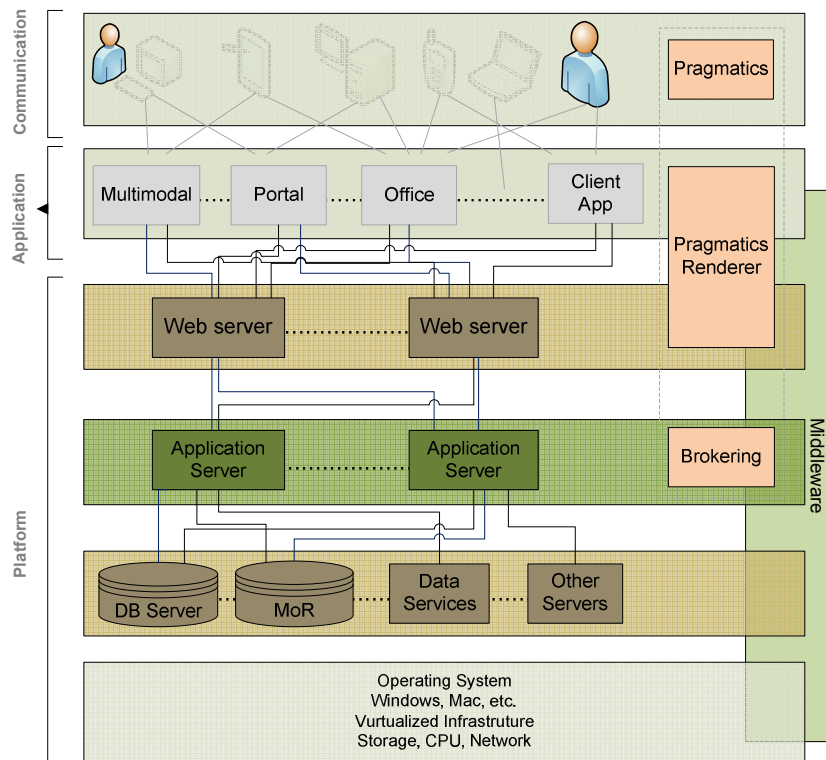 Communication
Pragmatics
Application
Multimodal
Portal
Office
Client
App
Pragmatics
Renderer
Web server
Web server
Middleware
Platform
Application
Server
Application
Server
Brokering
DB Server
MoR
Data
Services
Other
Servers
Operating System
Windows, Mac, etc.
Vurtualized Infrastruture
Storage, CPU, Network